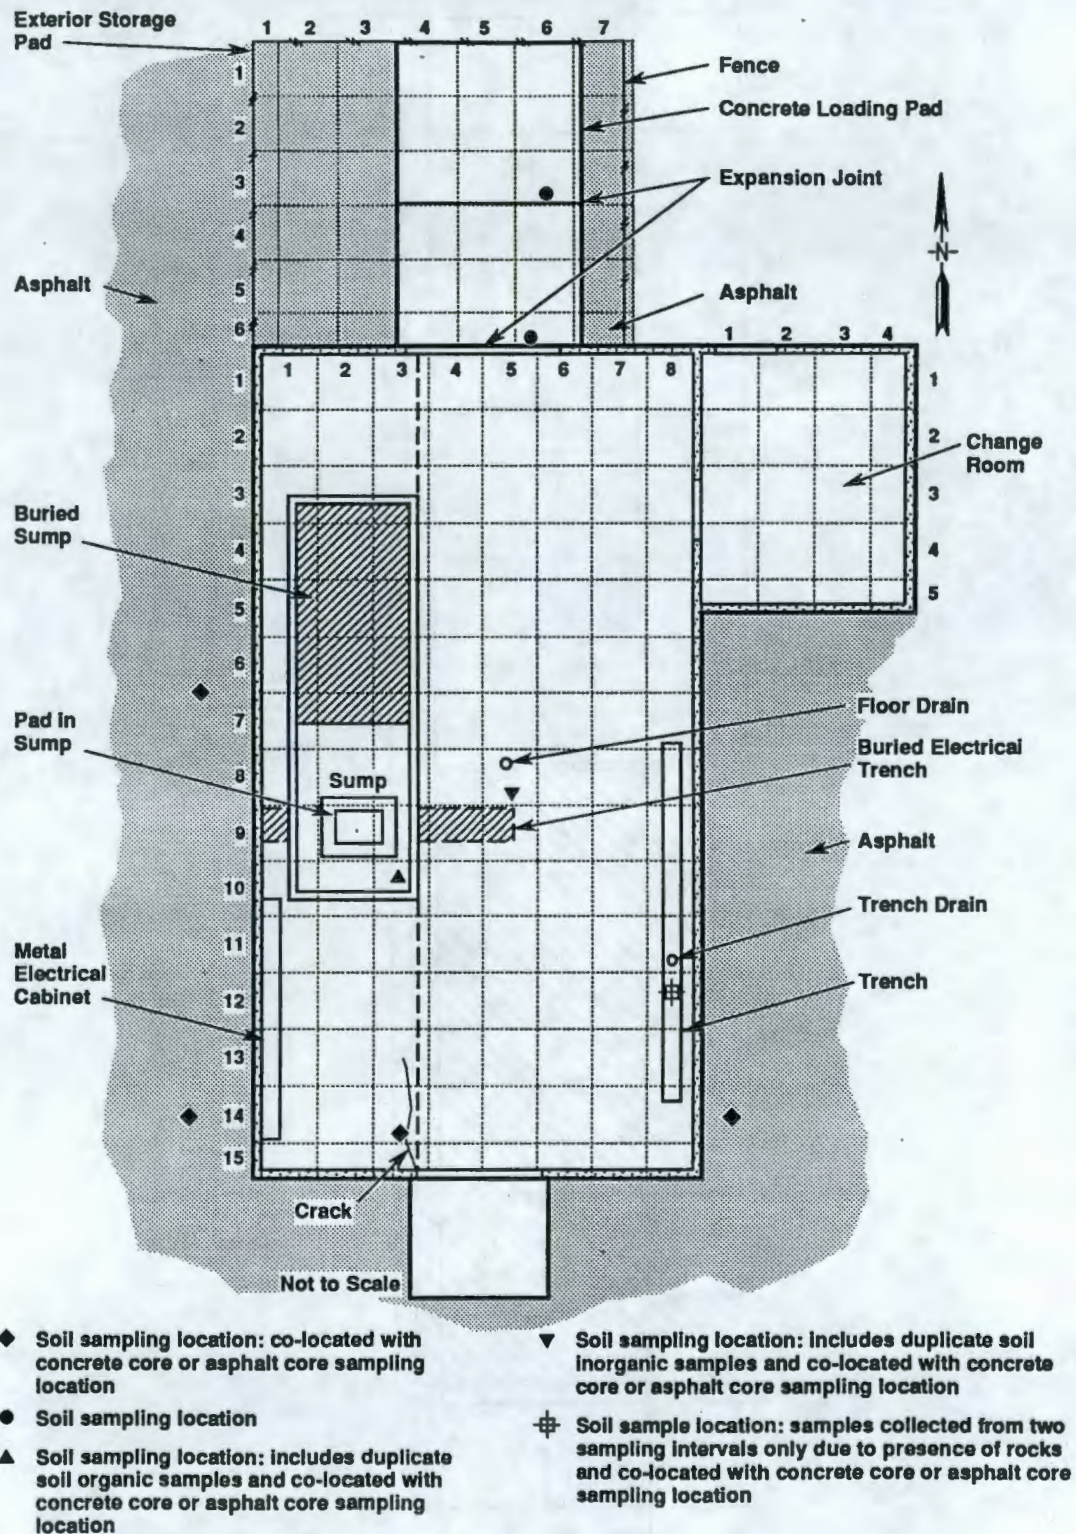 Exterior Storage
Pad
1 2 3 4 5 6 7
1
2
3
4
5
6
Fence
Concrete Loading Pad
Expansion Joint
N
Asphalt
Asphalt
1 2 3 4
1 2 3 4 5 6 7 8
1
2
3
4
5
6
7
8
9
10
11
12
13
14
15
1
2
3
4
5
Change
Room
Buried
Sump
Pad in
Sump
Sump
Floor Drain
Buried Electrical
Trench
Asphalt
Trench Drain
Trench
Metal
Electrical
Cabinet
Crack
Not to Scale
Soil sampling location: co-located with
concrete core or asphalt core sampling
location
Soil sampling location
Soil sampling location: includes duplicate
soil organic samples and co-located with
concrete core or asphalt core sampling
location
Soil sampling location: includes duplicate soil
inorganic samples and co-located with concrete
core or asphalt core sampling location
Soil sample location: samples collected from two
sampling intervals only due to presence of rocks
and co-located with concrete core or asphalt core
sampling location